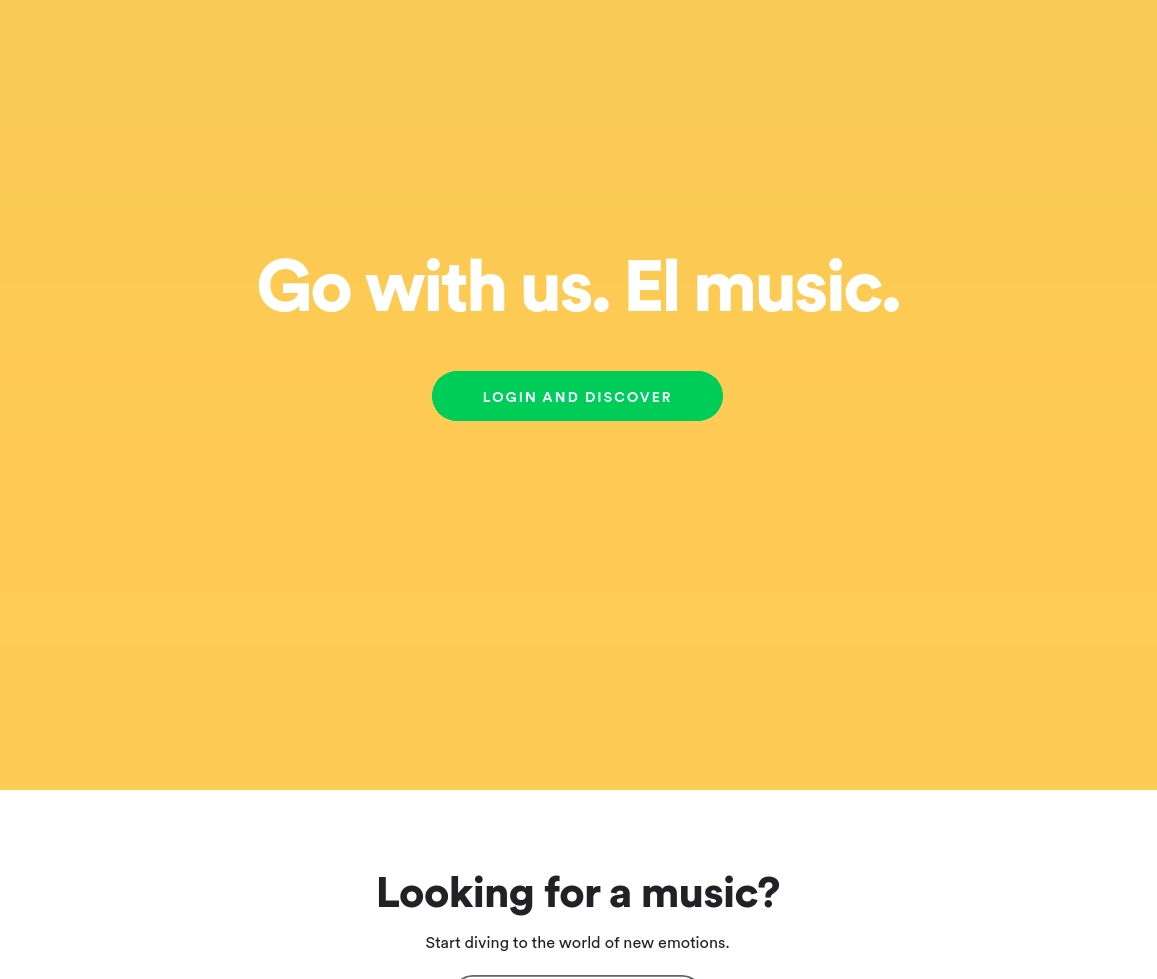 Go with us. El music.
LOGIN AND DISCOVER
Looking for a music?
Start diving to the world of new emotions.